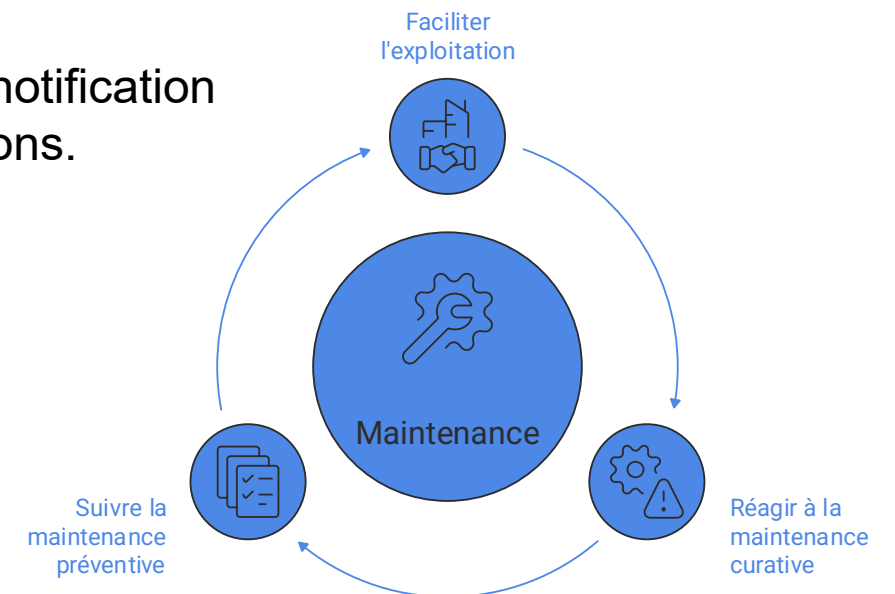 Faciliter
l'exploitation
notification
ons.
Maintenance
Suivre la
maintenance
préventive
Réagir à la
maintenance
curative